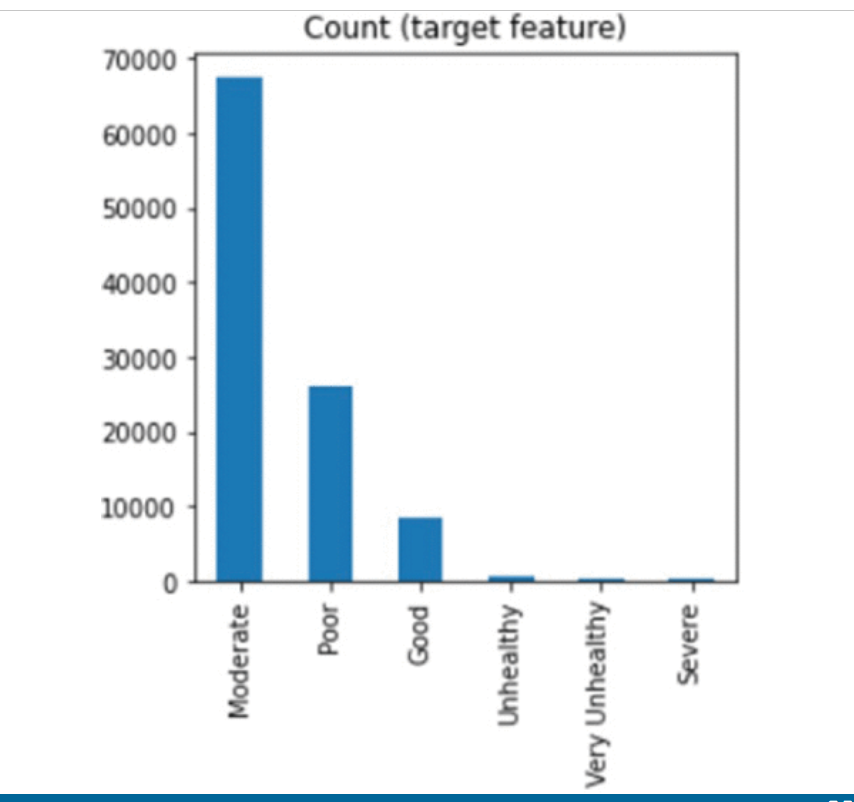 Count (target feature)
70000
60000
50000
40000
30000
20000
10000
0
Moderate
Poor
Good
Unhealthy
Very Unhealthy
Severe